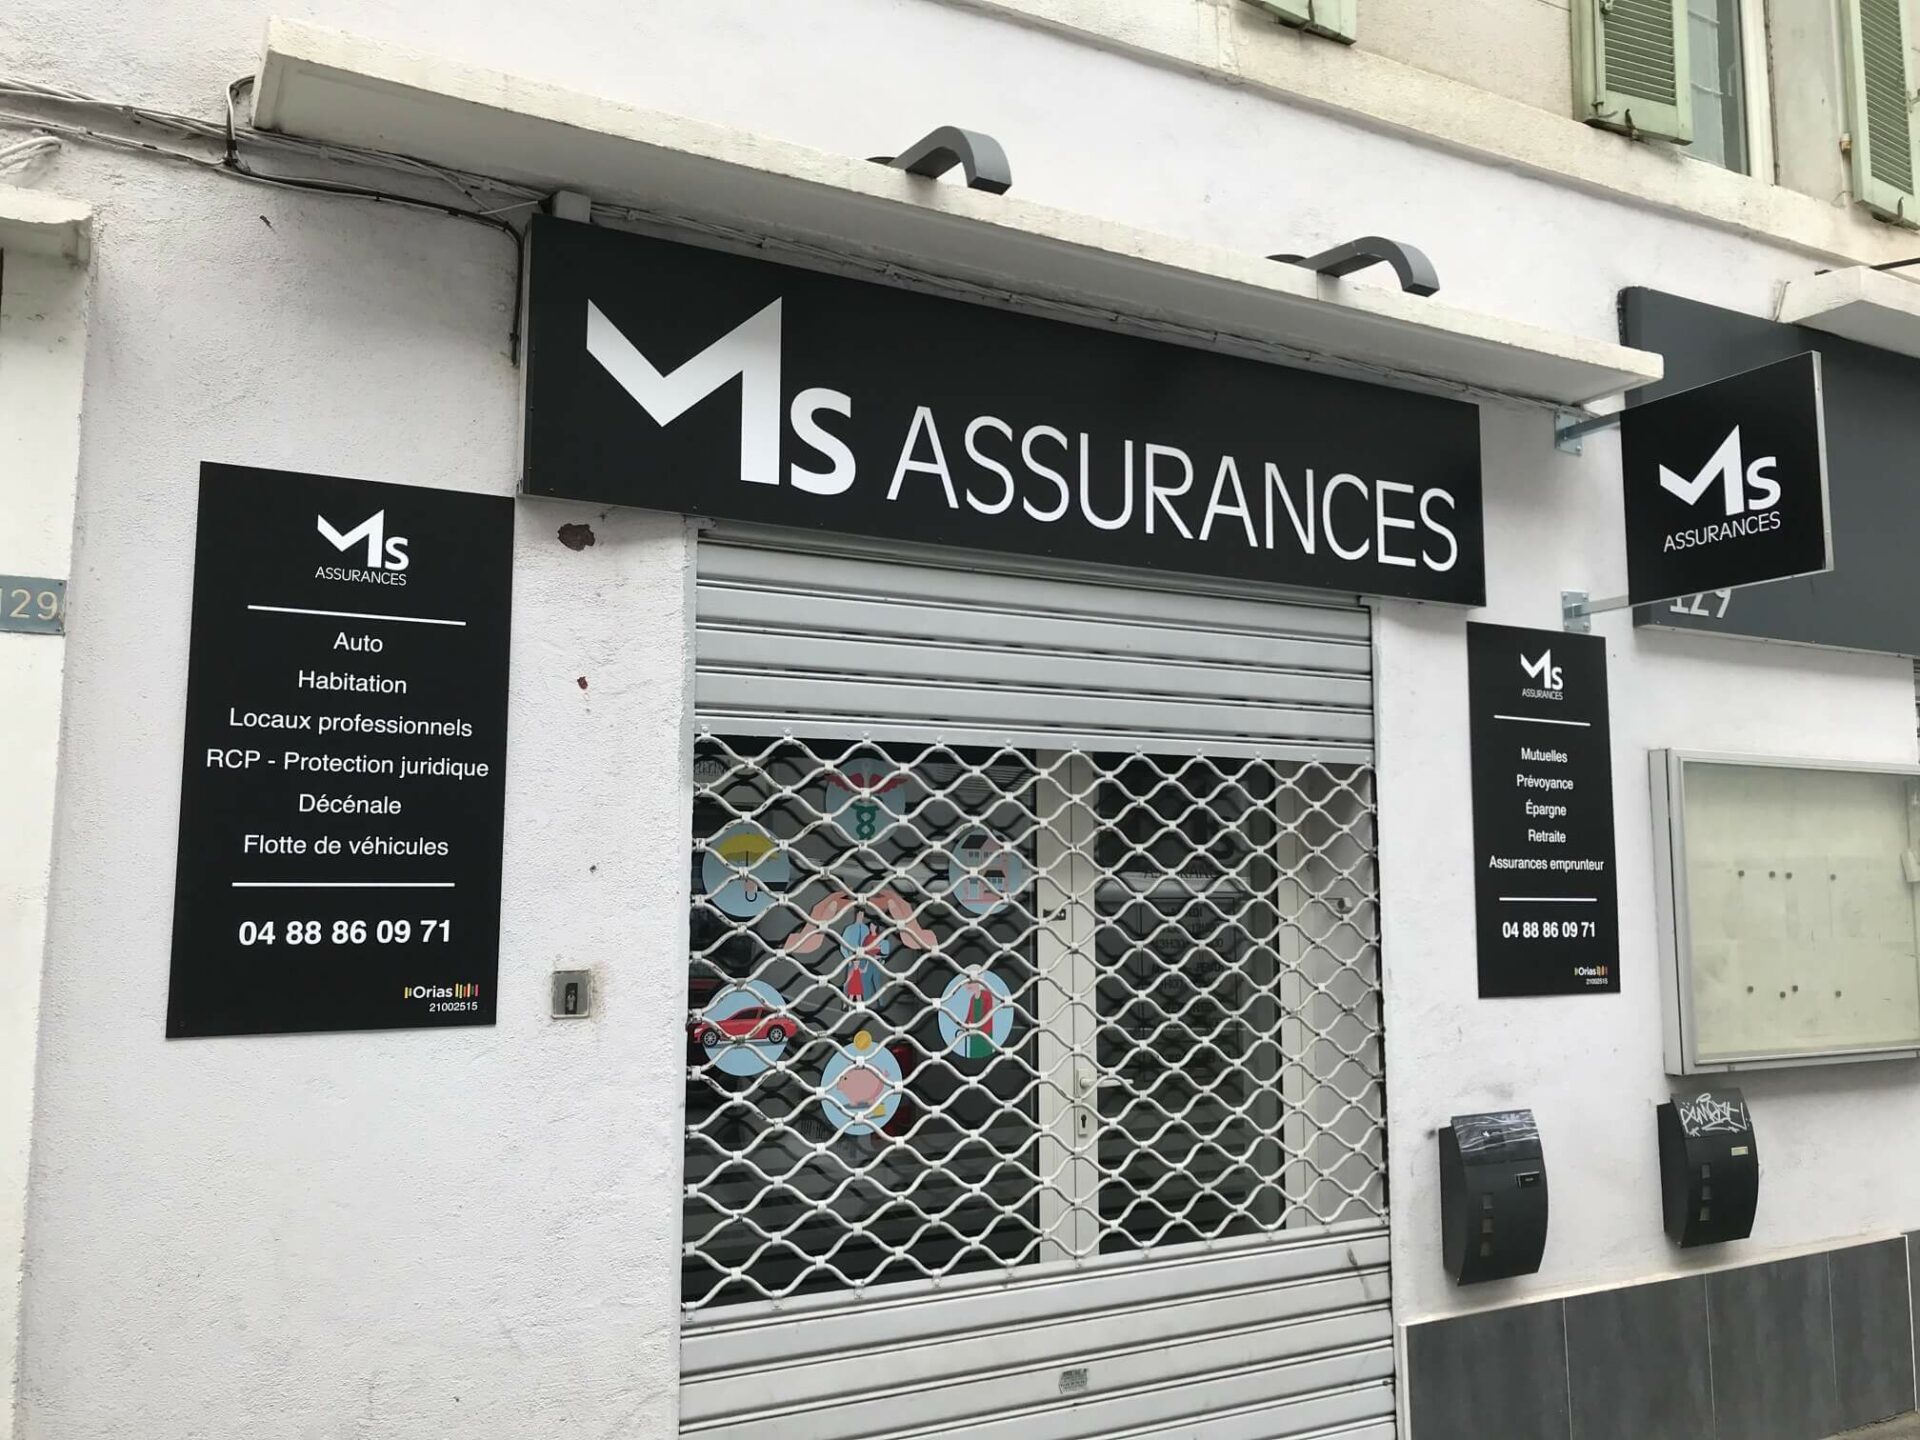 Ms ASSURANCES
Ms
ASSURANCES
Auto
Habitation
Locaux professionnels
RCP - Protection juridique
Décénale
Flotte de véhicules
04 88 86 09 71
Orias
21002515
129
Ms
ASSURANCES
129
Ms
ASSURANCES
Mutuelles
Prévoyance
Épargne
Retraite
Assurances emprunteur
04 88 86 09 71
Orias
21002515